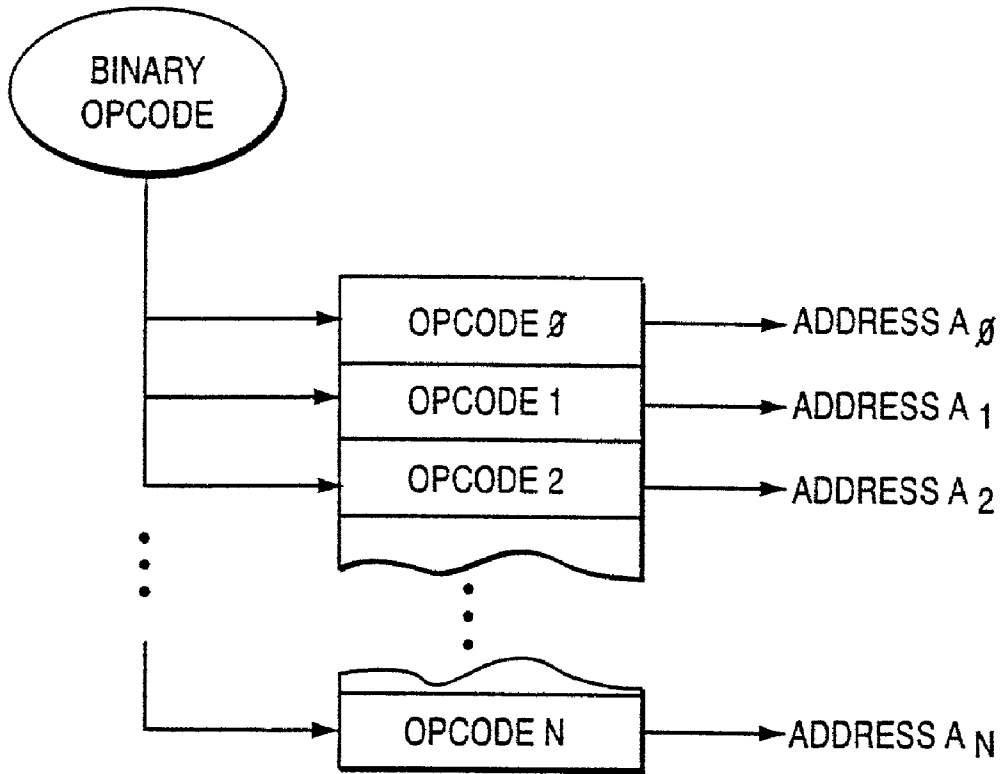 BINARY
OPCODE
OPCODE Ø ADDRESS A Ø
OPCODE 1 ADDRESS A 1
OPCODE 2 ADDRESS A 2
OPCODE N ADDRESS A N